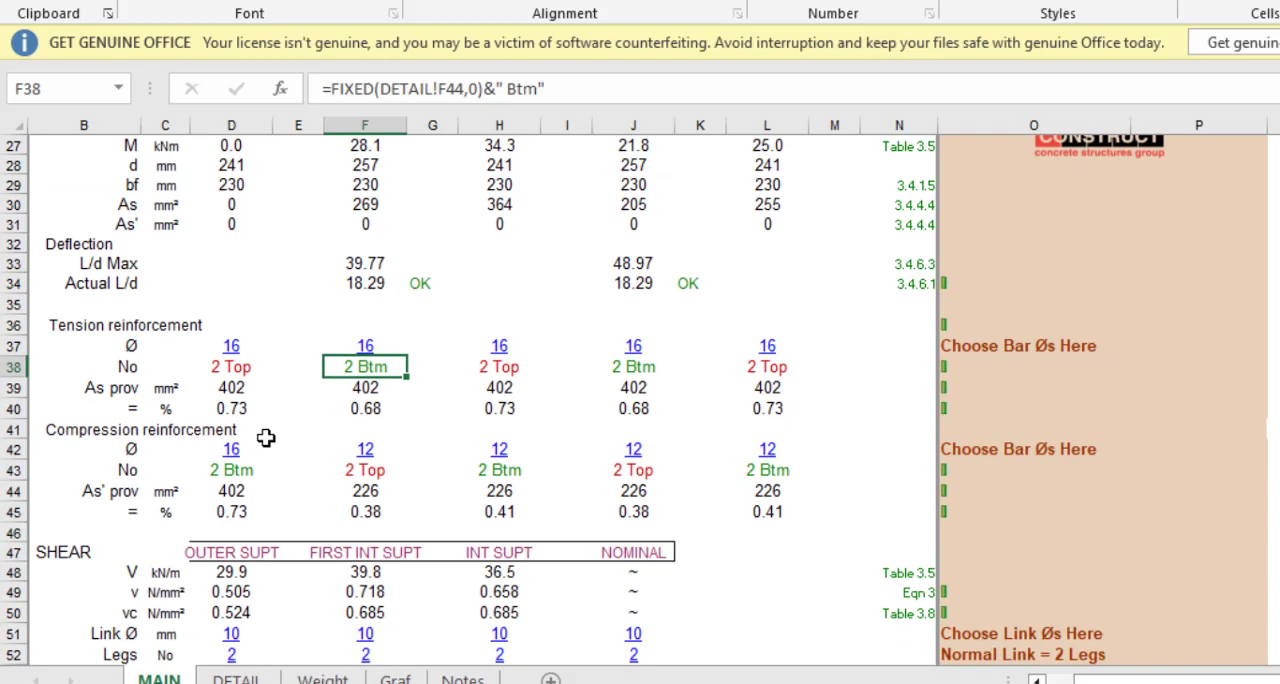 Clipboard Font Alignment Number Styles Cells
GET GENUINE OFFICE Your license isn't genuine, and you may be a victim of software counterfeiting. Avoid interruption and keep your files safe with genuine Office today. Get genuin
F38 fx =FIXED(DETAIL!F44,0)&" Btm"
B C D E F G H I J K L M N O P
27 M kNm 0.0 28.1 34.3 21.8 25.0 Table 3.5 CONSTRUCT
concrete structures group
28 d mm 241 257 241 257 241
29 bf mm 230 230 230 230 230 3.4.1.5
30 As mm² 0 269 364 205 255 3.4.4.4
31 As' mm² 0 0 0 0 0 3.4.4.4
32 Deflection
33 L/d Max 39.77 48.97 3.4.6.3
34 Actual L/d 18.29 OK 18.29 OK 3.4.6.1
35
36 Tension reinforcement
37 Ø 16 16 16 16 16 Choose Bar Øs Here
38 No 2 Top 2 Btm 2 Top 2 Btm 2 Top
39 As prov mm² 402 402 402 402 402
40 = % 0.73 0.68 0.73 0.68 0.73
41 Compression reinforcement
42 Ø 16 12 12 12 12 Choose Bar Øs Here
43 No 2 Btm 2 Top 2 Btm 2 Top 2 Btm
44 As' prov mm² 402 226 226 226 226
45 = % 0.73 0.38 0.41 0.38 0.41
46
47 SHEAR OUTER SUPT FIRST INT SUPT INT SUPT NOMINAL
48 V kN/m 29.9 39.8 36.5 ~ Table 3.5
49 v N/mm² 0.505 0.718 0.658 ~ Eqn 3
50 vc N/mm² 0.524 0.685 0.685 ~ Table 3.8
51 Link Ø mm 10 10 10 10 Choose Link Øs Here
52 Legs No 2 2 2 2 Normal Link = 2 Legs
MAIN DETAIL Weight Graf Notes